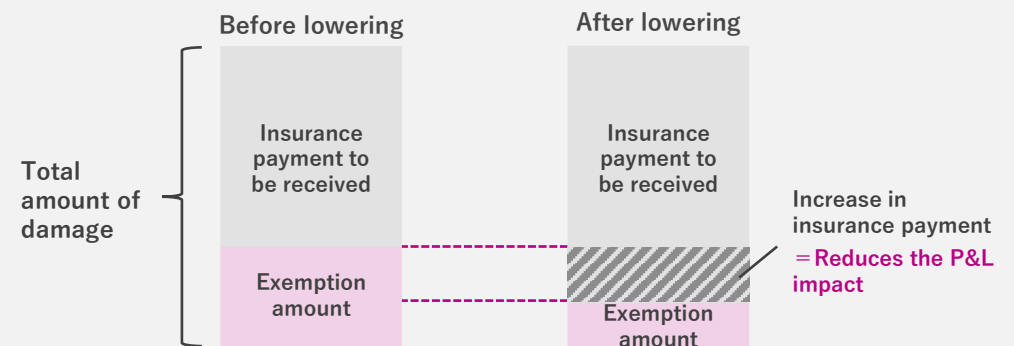 Before lowering
After lowering
Total
amount of
damage
Insurance
payment to
be received
Exemption
amount
Insurance
payment to
be received
Exemption
amount
Increase in
insurance payment
＝Reduces the P&L
impact